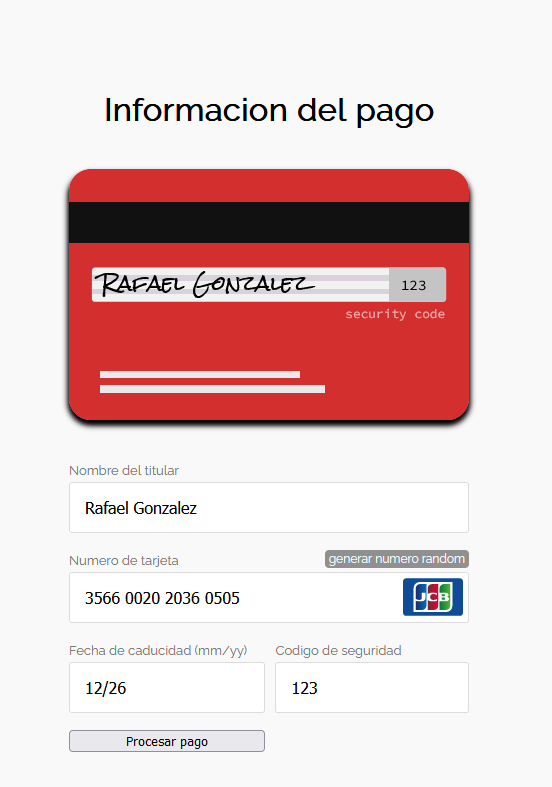 Informacion del pago
Rafael Gonzalez 123
security code
Nombre del titular
Rafael Gonzalez
Numero de tarjeta generar numero random
3566 0020 2036 0505 JCB
Fecha de caducidad (mm/yy) Codigo de seguridad
12/26 123
Procesar pago